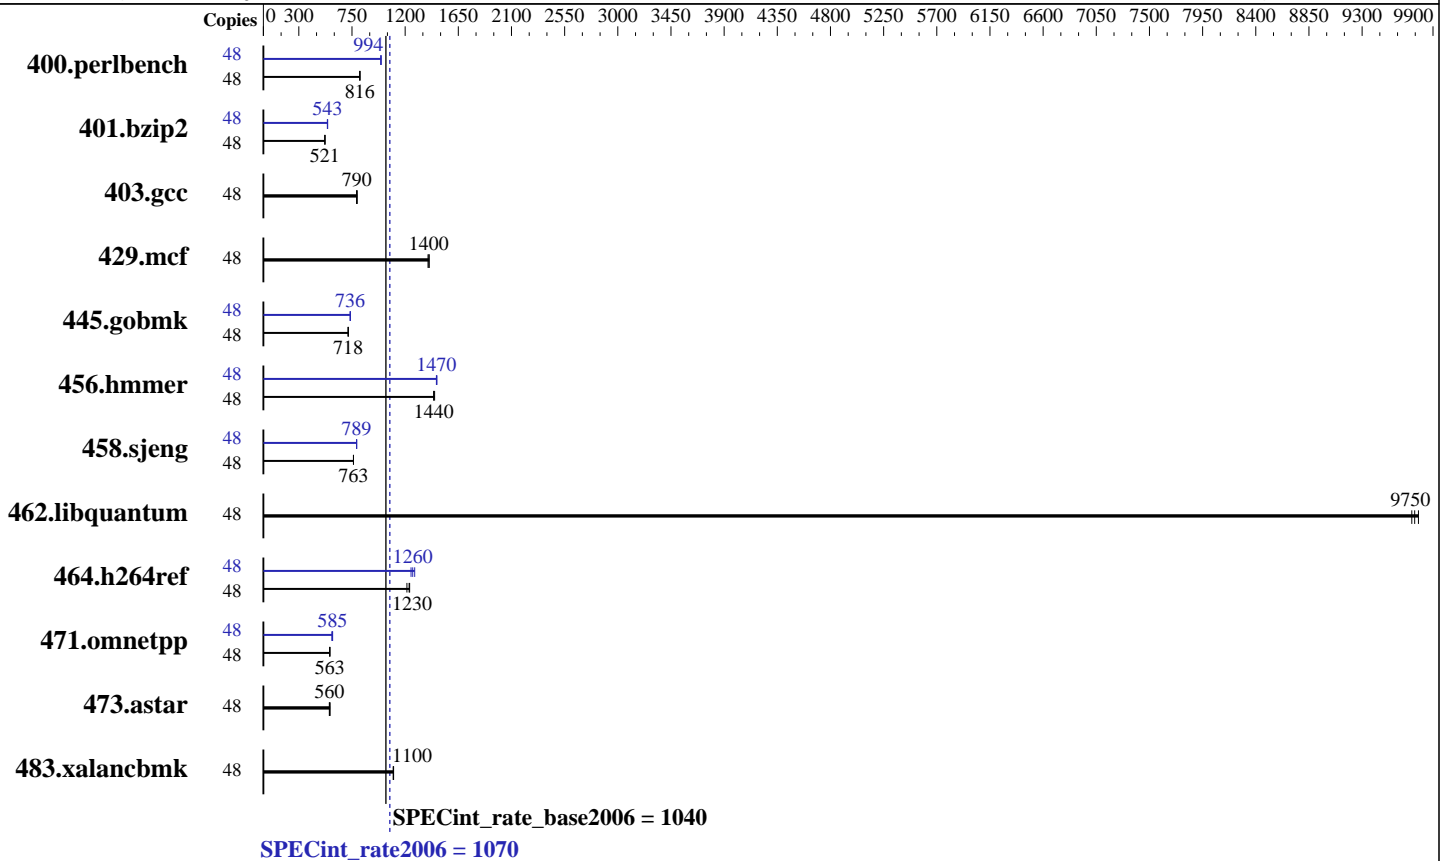 Copies 0 300 750 1200 1650 2100 2550 3000 3450 3900 4350 4800 5250 5700 6150 6600 7050 7500 7950 8400 8850 9300 9900
400.perlbench 48 994
48 816
401.bzip2 48 543
48 521
403.gcc 48 790
429.mcf 48 1400
445.gobmk 48 736
48 718
456.hmmer 48 1470
48 1440
458.sjeng 48 789
48 763
462.libquantum 48 9750
464.h264ref 48 1260
48 1230
471.omnetpp 48 585
48 563
473.astar 48 560
483.xalancbmk 48 1100
SPECint_rate_base2006 = 1040
SPECint_rate2006 = 1070